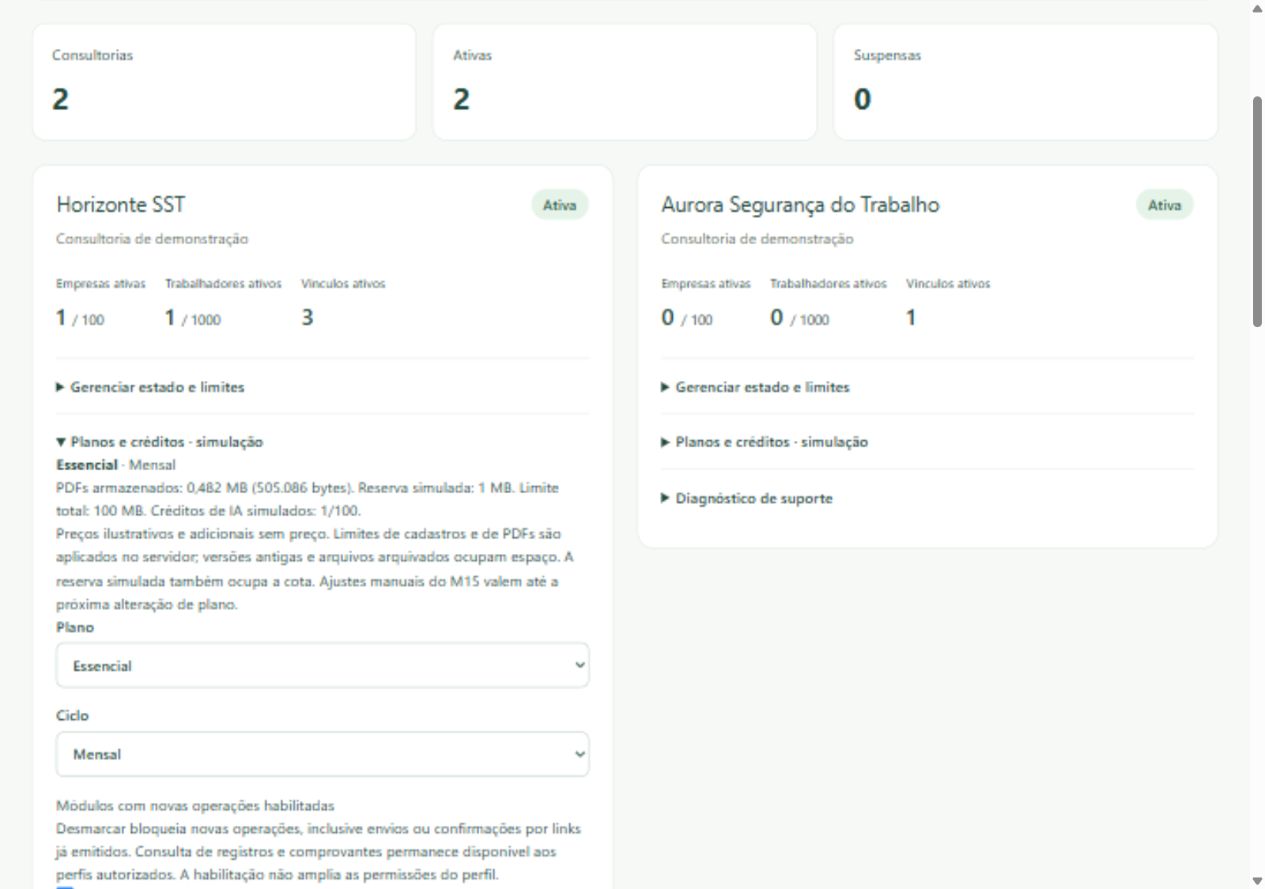 Consultorias
2
Ativas
2
Suspensas
0
Horizonte SST
Ativa
Consultoria de demonstração
Empresas ativas
1 / 100
Trabalhadores ativos
1 / 1000
Vínculos ativos
3
Gerenciar estado e limites
Planos e créditos · simulação
Essencial · Mensal
PDFs armazenados: 0,482 MB (505.086 bytes). Reserva simulada: 1 MB. Limite
total: 100 MB. Créditos de IA simulados: 1/100.
Preços ilustrativos e adicionais sem preço. Limites de cadastros e de PDFs são
aplicados no servidor; versões antigas e arquivos arquivados ocupam espaço. A
reserva simulada também ocupa a cota. Ajustes manuais do M15 valem até a
próxima alteração de plano.
Plano
Essencial
Ciclo
Mensal
Módulos com novas operações habilitadas
Desmarcar bloqueia novas operações, inclusive envios ou confirmações por links
já emitidos. Consulta de registros e comprovantes permanece disponível aos
perfis autorizados. A habilitação não amplia as permissões do perfil.
Aurora Segurança do Trabalho
Ativa
Consultoria de demonstração
Empresas ativas
0 / 100
Trabalhadores ativos
0 / 1000
Vínculos ativos
1
Gerenciar estado e limites
Planos e créditos · simulação
Diagnóstico de suporte